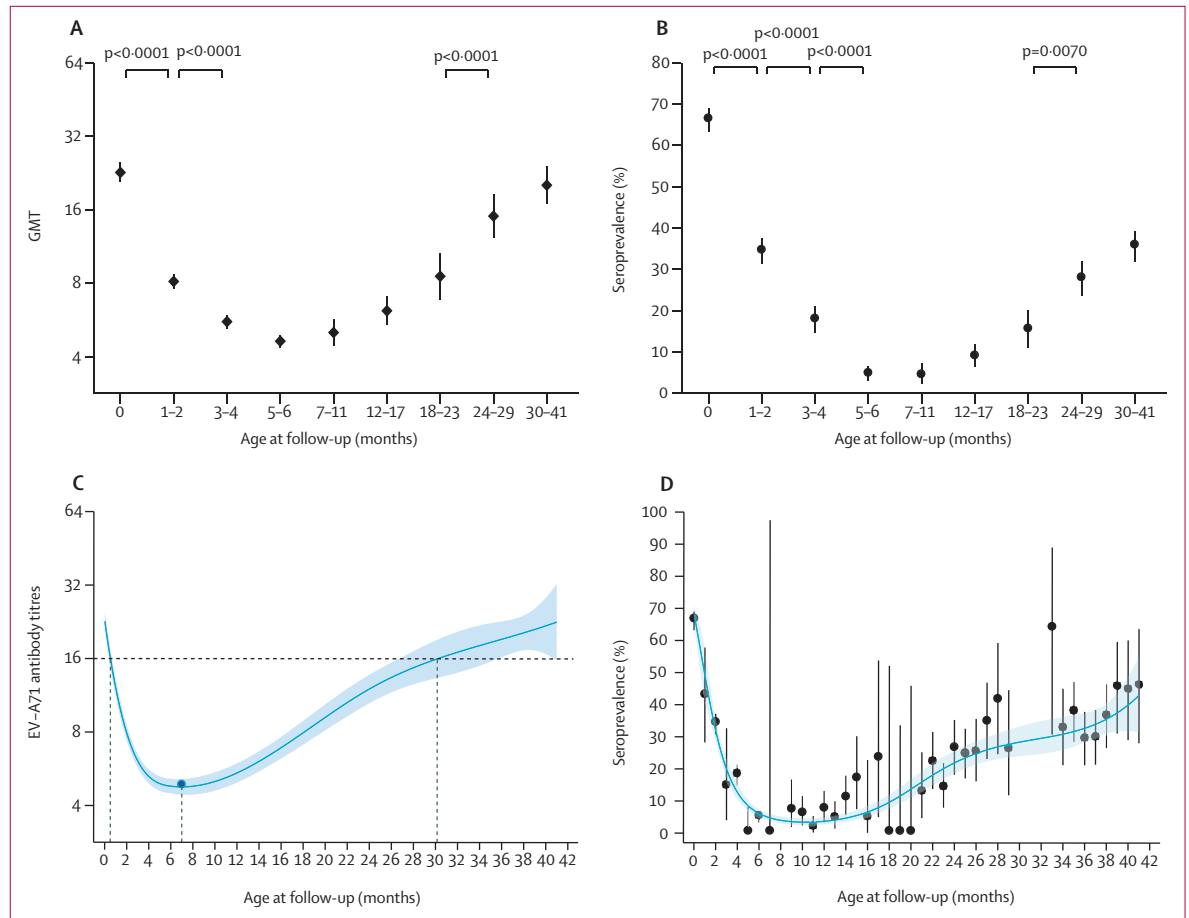 A
p<0·0001
p<0·0001
p<0·0001
64
32
16
8
4
GMT
0 1–2 3–4 5–6 7–11 12–17 18–23 24–29 30–41
Age at follow-up (months)
B
p<0·0001
p<0·0001
p<0·0001
p=0·0070
80
70
60
50
40
30
20
10
0
Seroprevalence (%)
0 1–2 3–4 5–6 7–11 12–17 18–23 24–29 30–41
Age at follow-up (months)
C
64
32
16
8
4
EV–A71 antibody titres
0 2 4 6 8 10 12 14 16 18 20 22 24 26 28 30 32 34 36 38 40 42
Age at follow-up (months)
D
100
90
80
70
60
50
40
30
20
10
0
Seroprevalence (%)
0 2 4 6 8 10 12 14 16 18 20 22 24 26 28 30 32 34 36 38 40 42
Age at follow-up (months)